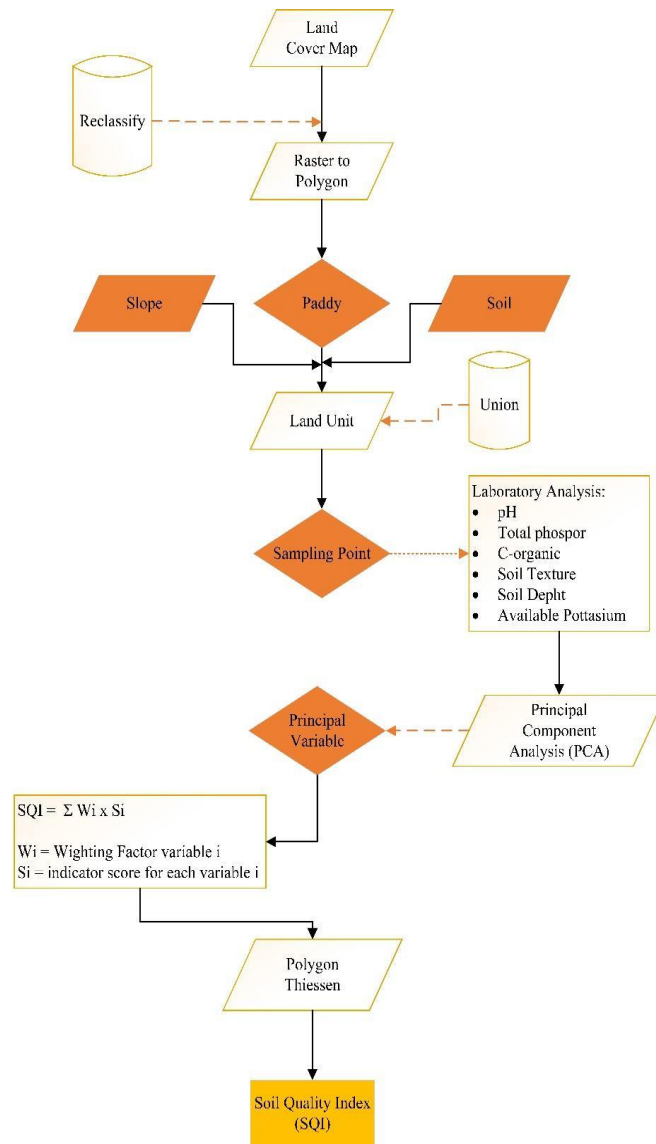 Land
Cover Map
Reclassify
Raster to
Polygon
Slope
Paddy
Soil
Union
Land Unit
Laboratory Analysis:
• pH
• Total phospor
• C-organic
• Soil Texture
• Soil Depht
• Available Pottasium
Sampling Point
Principal
Variable
Principal
Component
Analysis (PCA)
SQI = Σ Wi x Si
Wi = Wighting Factor variable i
Si = indicator score for each variable i
Polygon
Thiessen
Soil Quality Index
(SQI)